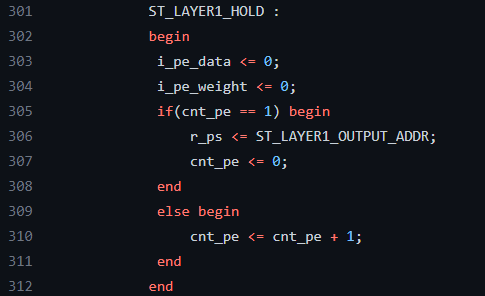 301 ST_LAYER1_HOLD :
302 begin
303 i_pe_data <= 0;
304 i_pe_weight <= 0;
305 if(cnt_pe == 1) begin
306 r_ps <= ST_LAYER1_OUTPUT_ADDR;
307 cnt_pe <= 0;
308 end
309 else begin
310 cnt_pe <= cnt_pe + 1;
311 end
312 end